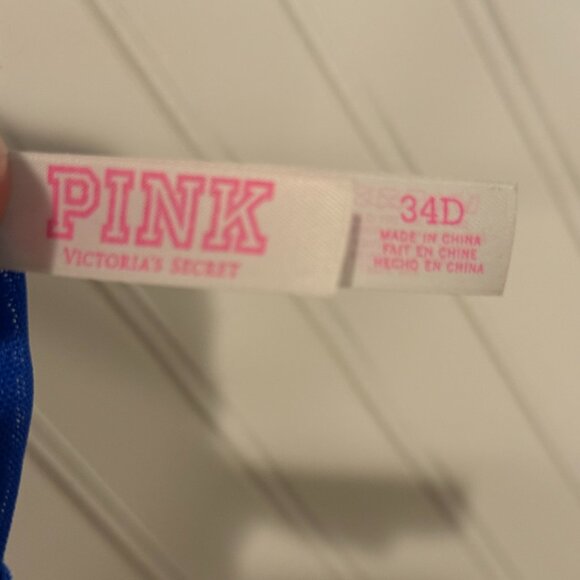 PINK
VICTORIA'S SECRET
34D
MADE IN CHINA
FAIT EN CHINE
HECHO EN CHINA